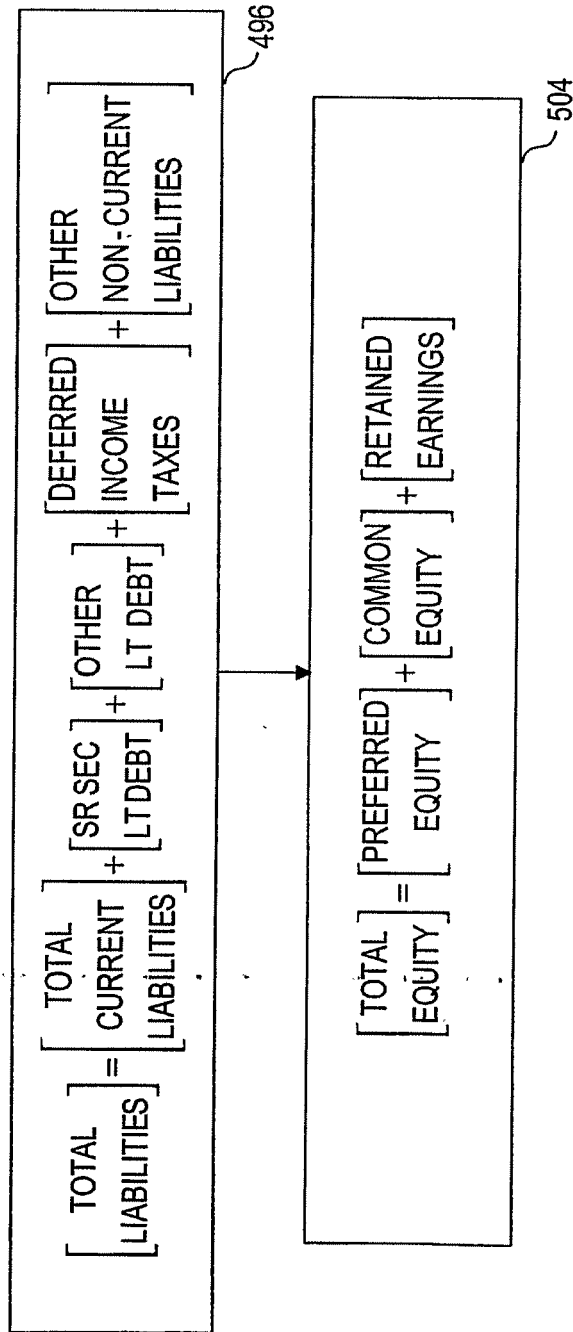 [TOTAL LIABILITIES] = [TOTAL CURRENT LIABILITIES] + [SR SEC LT DEBT] + [OTHER LT DEBT] + [DEFERRED INCOME TAXES] + [OTHER NON-CURRENT LIABILITIES]
496
[TOTAL EQUITY] = [PREFERRED EQUITY] + [COMMON EQUITY] + [RETAINED EARNINGS]
504